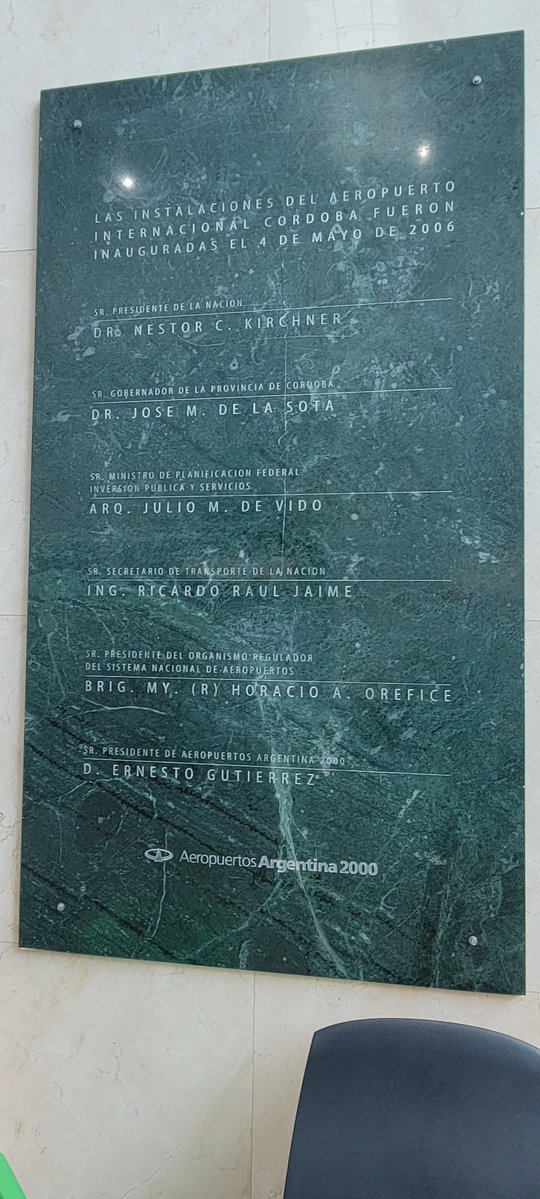 LAS INSTALACIONES DEL AEROPUERTO
INTERNACIONAL CORDOBA FUERON
INAUGURADAS EL 4 DE MAYO DE 2006
SR. PRESIDENTE DE LA NACION
DR. NESTOR C. KIRCHNER
SR. GOBERNADOR DE LA PROVINCIA DE CORDOBA
DR. JOSE M. DE LA SOTA
SR. MINISTRO DE PLANIFICACION FEDERAL
INVERSION PUBLICA Y SERVICIOS
ARQ. JULIO M. DE VIDO
SR. SECRETARIO DE TRANSPORTE DE LA NACION
ING. RICARDO RAUL JAIME
SR. PRESIDENTE DEL ORGANISMO REGULADOR
DEL SISTEMA NACIONAL DE AEROPUERTOS
BRIG. MY. (R) HORACIO A. OREFICE
SR. PRESIDENTE DE AEROPUERTOS ARGENTINA 2000
D. ERNESTO GUTIERREZ
Aeropuertos Argentina 2000